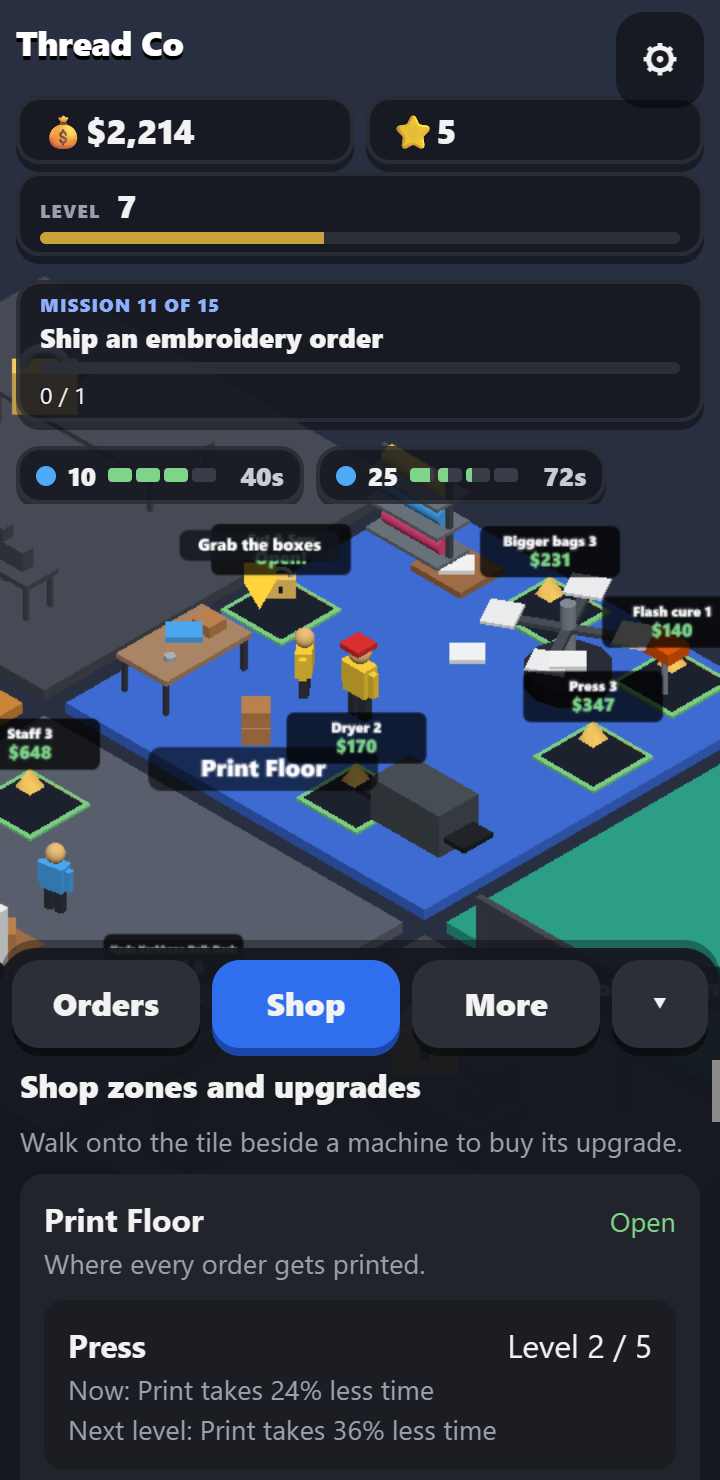 Thread Co
$2,214
5
LEVEL 7
MISSION 11 OF 15
Ship an embroidery order
0 / 1
10 40s
25 72s
Grab the boxes
Open!
Bigger bags 3
$231
Flash cure 1
$140
Press 3
$347
Staff 3
$648
Dryer 2
$170
Print Floor
Orders
Shop
More
Shop zones and upgrades
Walk onto the tile beside a machine to buy its upgrade.
Print Floor
Open
Where every order gets printed.
Press
Level 2 / 5
Now: Print takes 24% less time
Next level: Print takes 36% less time